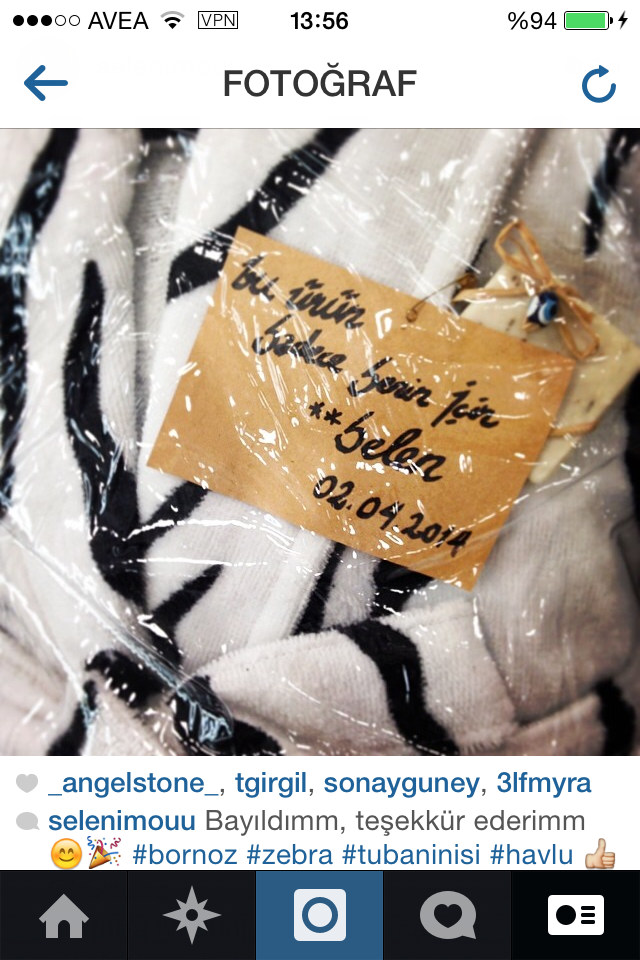 AVEA VPN 13:56 %94
FOTOĞRAF
bu ürün
sadece senin için
**Selen
02.04.2014
_angelstone_, tgirgil, sonayguney, 3lfmyra
selenimouu Bayıldımm, teşekkür ederimm
😊🎉 #bornoz #zebra #tubaninisi #havlu 👍